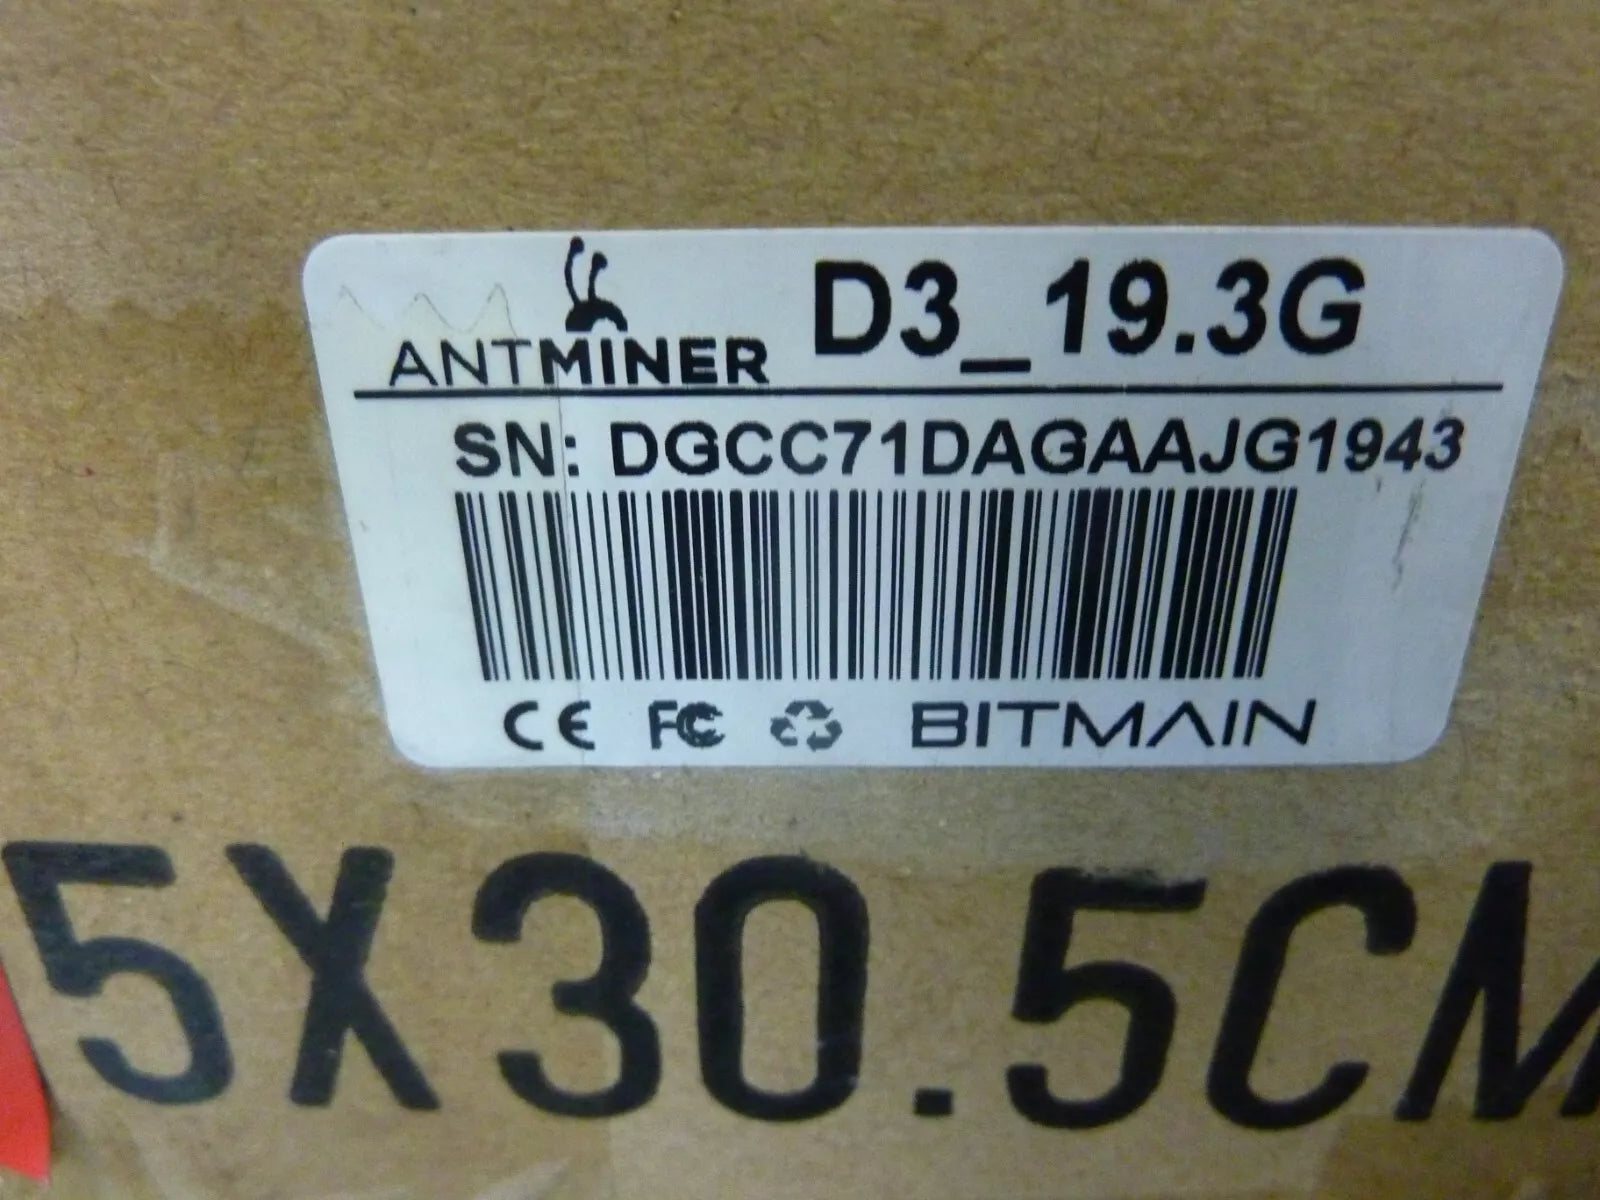 ANTMINER D3_19.3G
SN: DGCC71DAGAAJG1943
CE FC BITMAIN
5X30.5CM